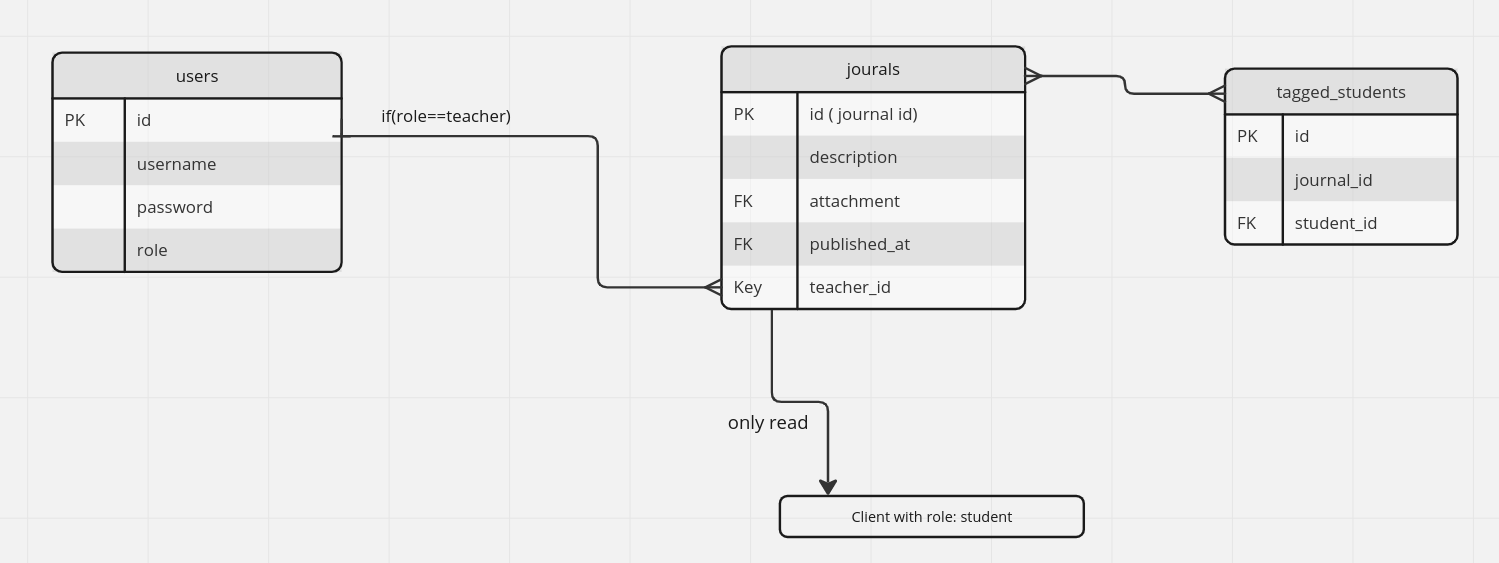 users
PK id
username
password
role
if(role==teacher)
jourals
PK id ( journal id)
description
FK attachment
FK published_at
Key teacher_id
tagged_students
PK id
journal_id
FK student_id
only read
Client with role: student